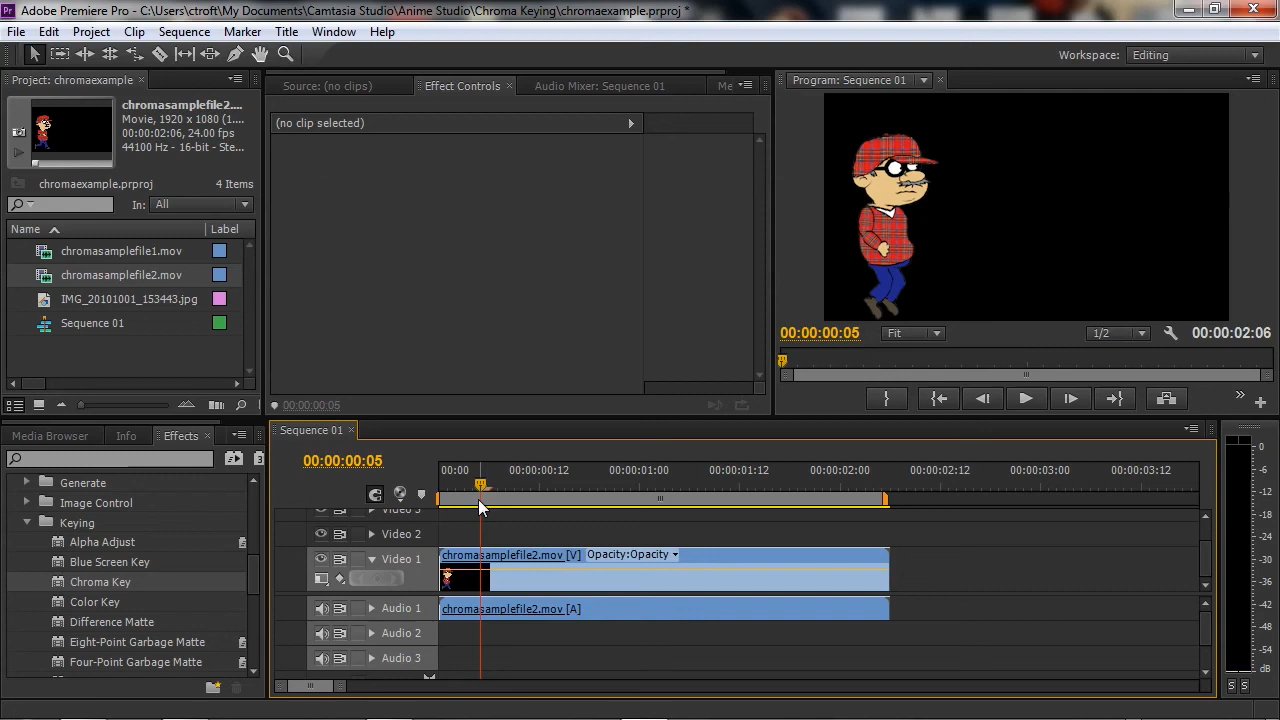 Adobe Premiere Pro - C:\Users\ctroft\My Documents\Camtasia Studio\Anime Studio\Chroma Keying\chromaexample.prproj *
File Edit Project Clip Sequence Marker Title Window Help
Workspace: Editing
Project: chromaexample
Source: (no clips) Effect Controls Audio Mixer: Sequence 01 Me
Program: Sequence 01
chromasamplefile2....
Movie, 1920 x 1080 (1....
00:00:02:06, 24.00 fps
44100 Hz - 16-bit - Ste...
(no clip selected)
chromaexample.prproj 4 Items
In: All
Name Label
chromasamplefile1.mov
chromasamplefile2.mov
IMG_20101001_153443.jpg
Sequence 01
00:00:00:05 Fit 1/2 00:00:02:06
00:00:00:05
Media Browser Info Effects
Generate
Image Control
Keying
Alpha Adjust
Blue Screen Key
Chroma Key
Color Key
Difference Matte
Eight-Point Garbage Matte
Four-Point Garbage Matte
Sequence 01
00:00:00:05
00:00 00:00:00:12 00:00:01:00 00:00:01:12 00:00:02:00 00:00:02:12 00:00:03:00 00:00:03:12
Video 3
Video 2
Video 1 chromasamplefile2.mov [V] Opacity:Opacity
Audio 1 chromasamplefile2.mov [A]
Audio 2
Audio 3
0
-6
-12
-18
-24
-30
-36
-42
-48
-54
dB
S S